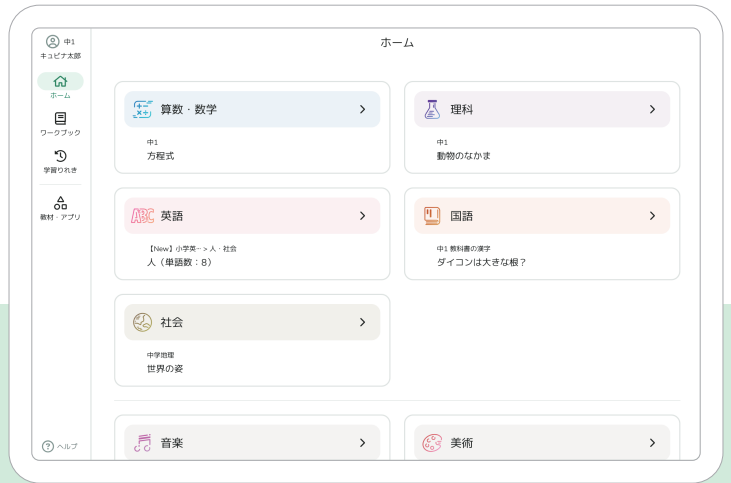 中1
キュビナ太郎
ホーム
ワークブック
学習りれき
教材・アプリ
ヘルプ
ホーム
算数・数学
中1
方程式
理科
中1
動物のなかま
ABC 英語
【New】小学英… > 人・社会
人（単語数：8）
国語
中1 教科書の漢字
ダイコンは大きな根？
社会
中学地理
世界の姿
音楽
美術